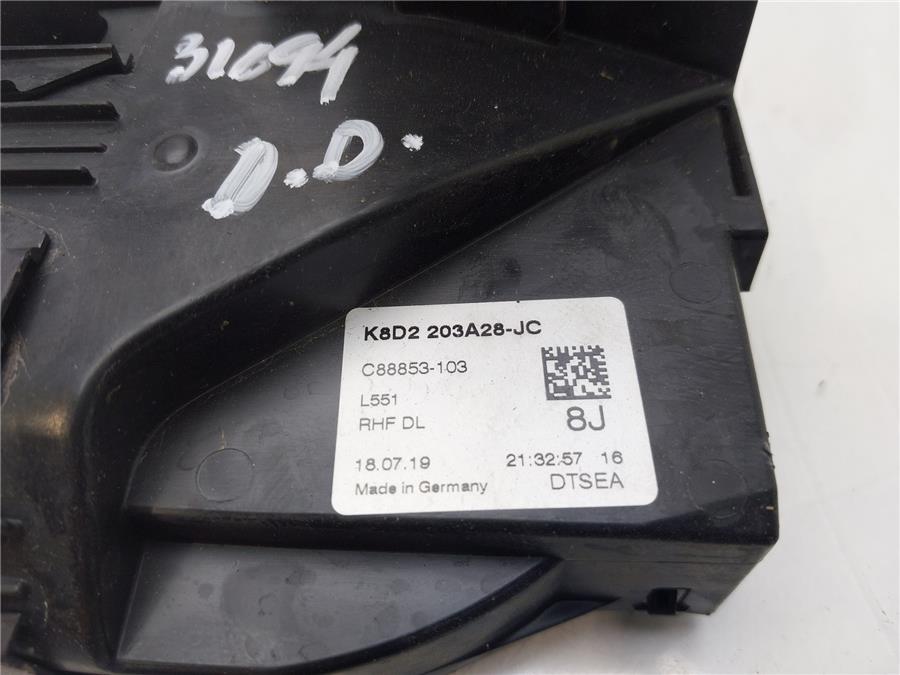 31094
D.D.
K8D2 203A28-JC
C88853-103
L551
8J
RHF DL
18.07.19 21:32:57 16
Made in Germany DTSEA